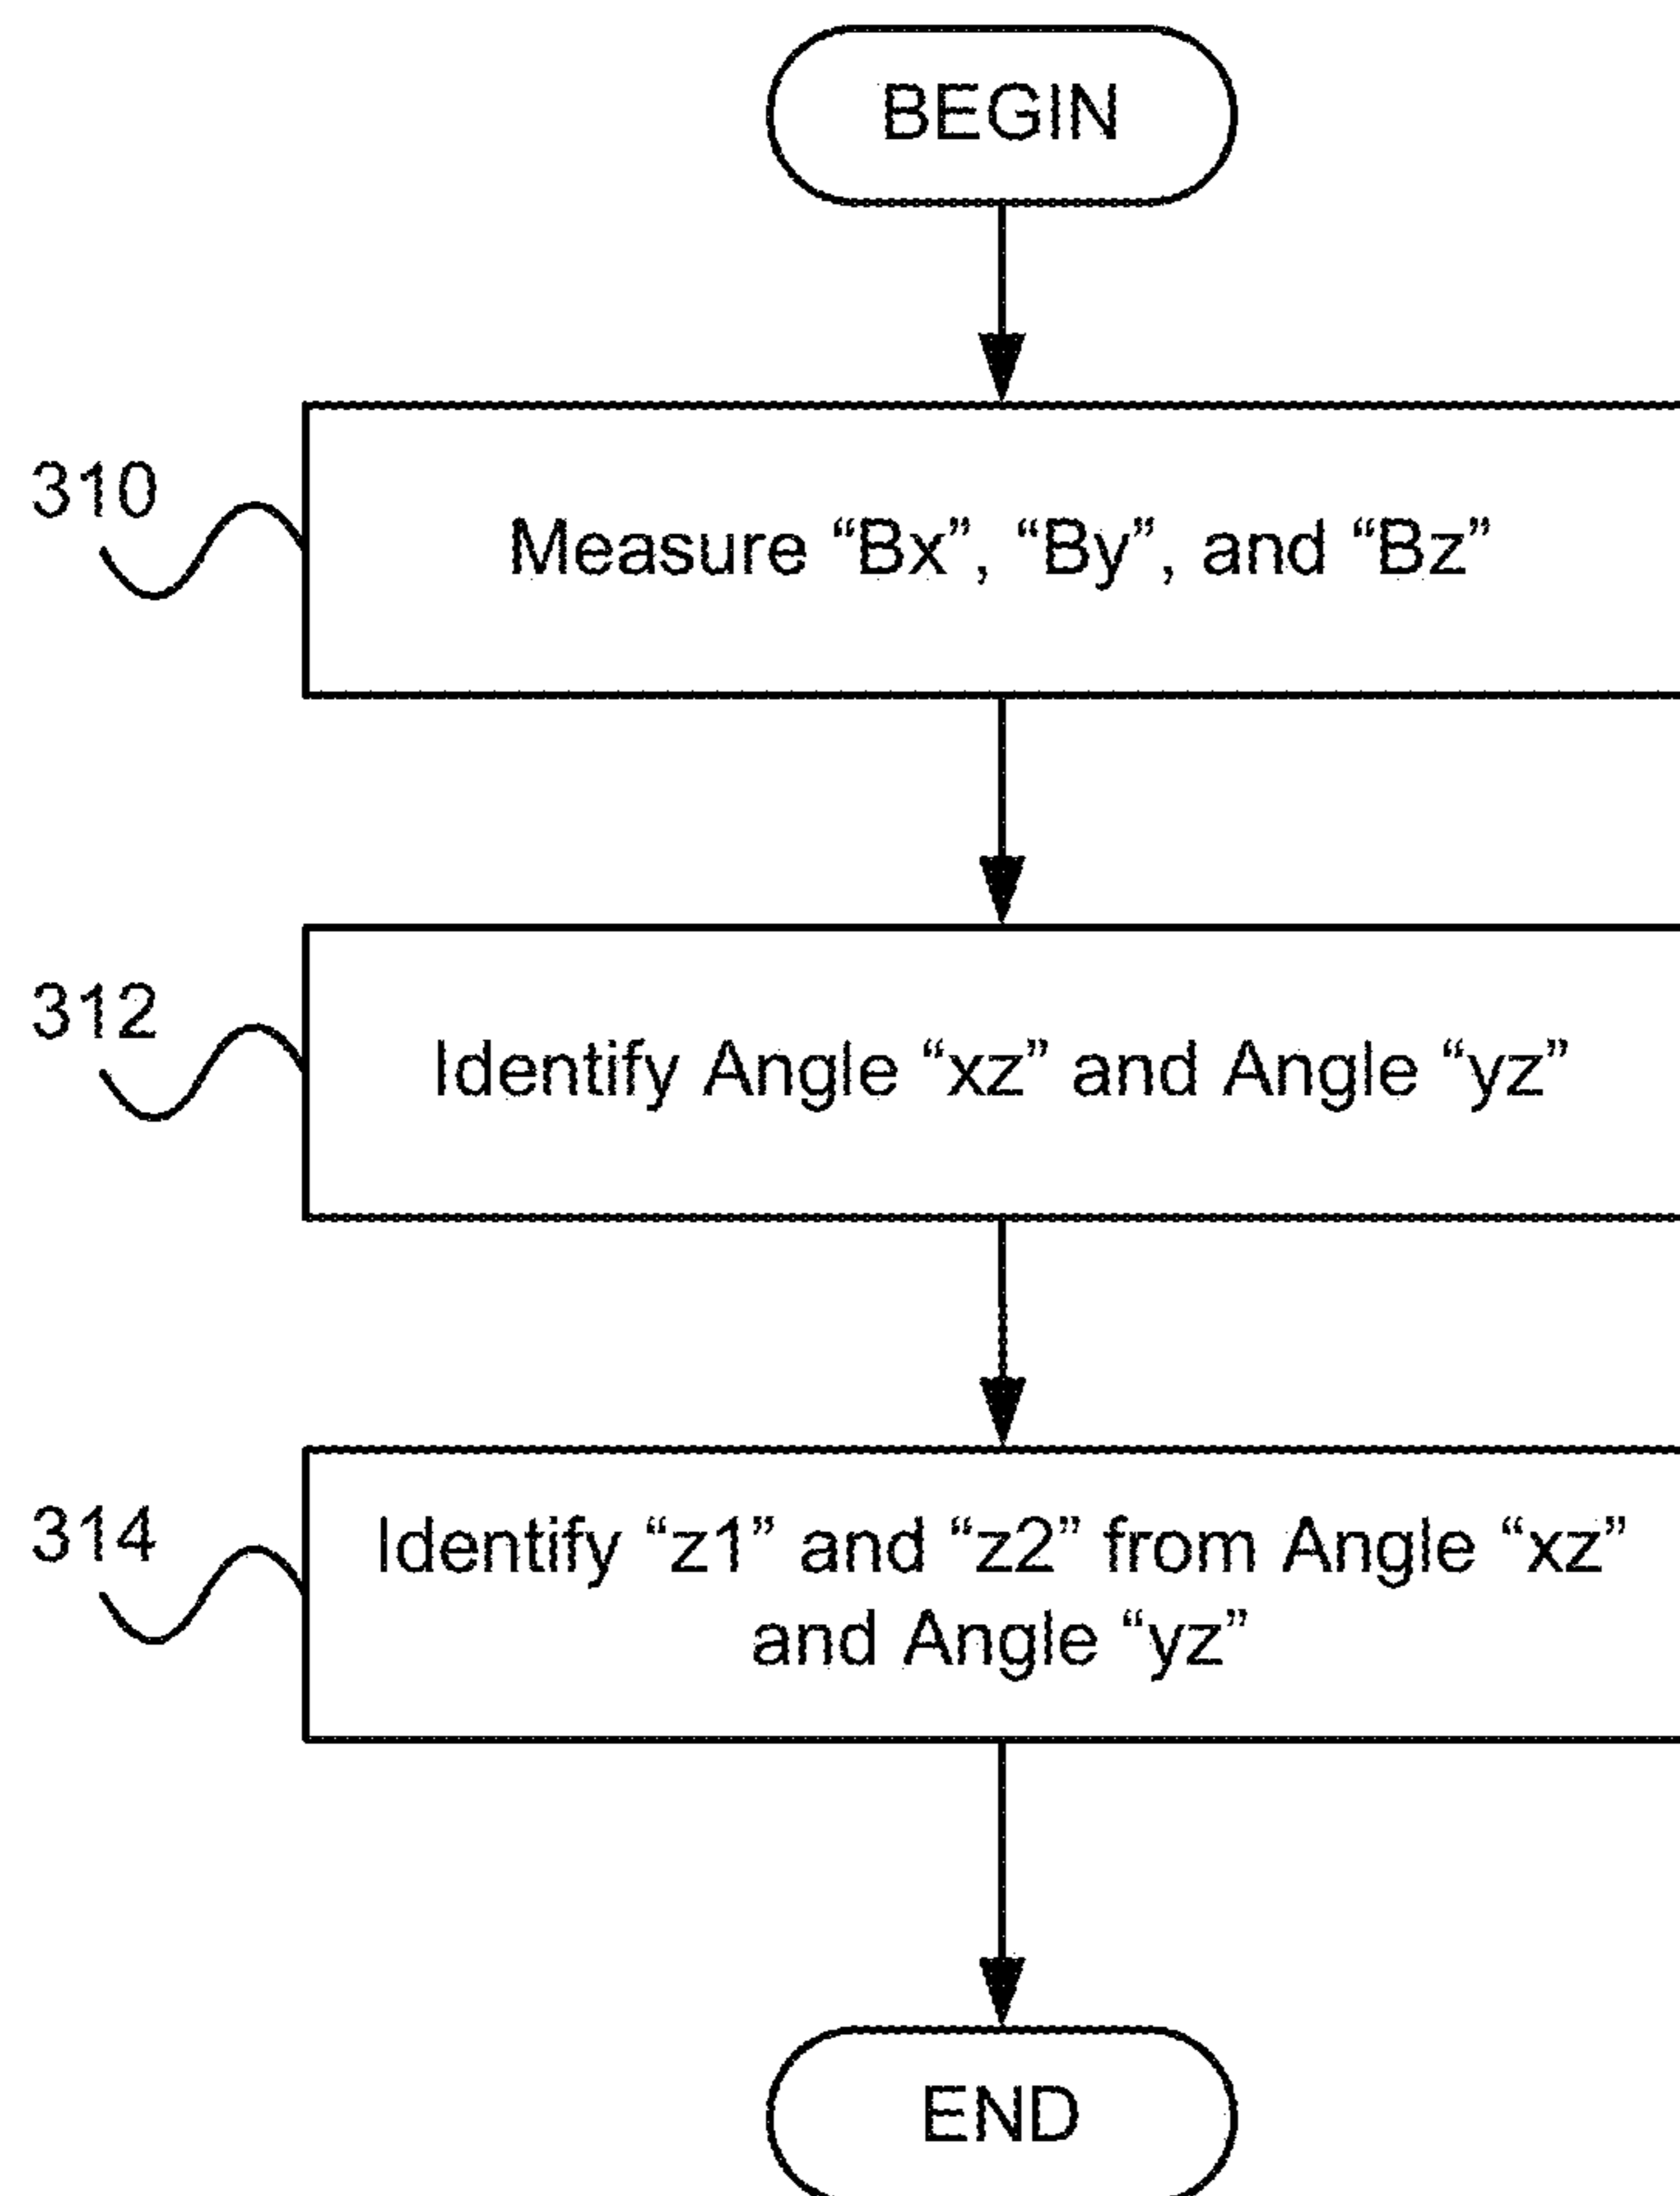 BEGIN
310
Measure “Bx”, “By”, and “Bz”
312
Identify Angle “xz” and Angle “yz”
314
Identify “z1” and “z2” from Angle “xz”
and Angle “yz”
END